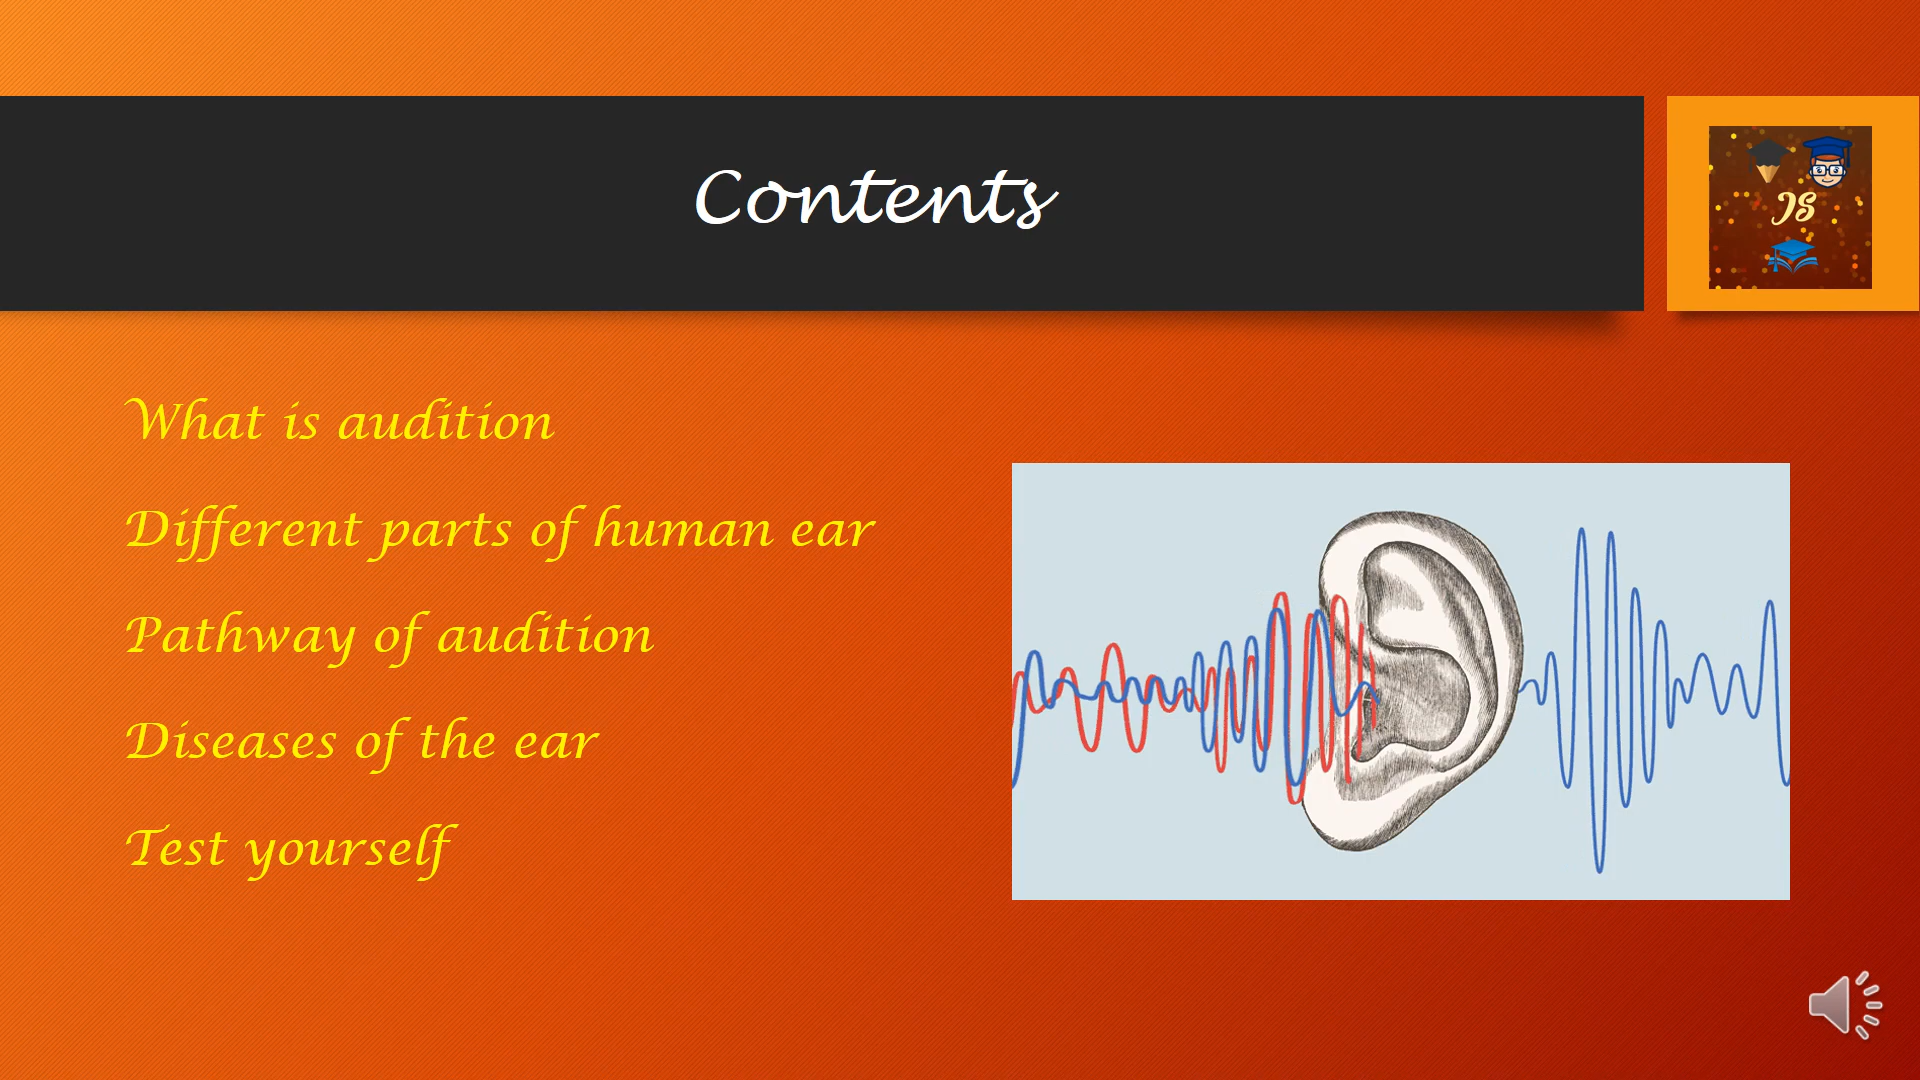 Contents
JS
What is audition
Different parts of human ear
Pathway of audition
Diseases of the ear
Test yourself